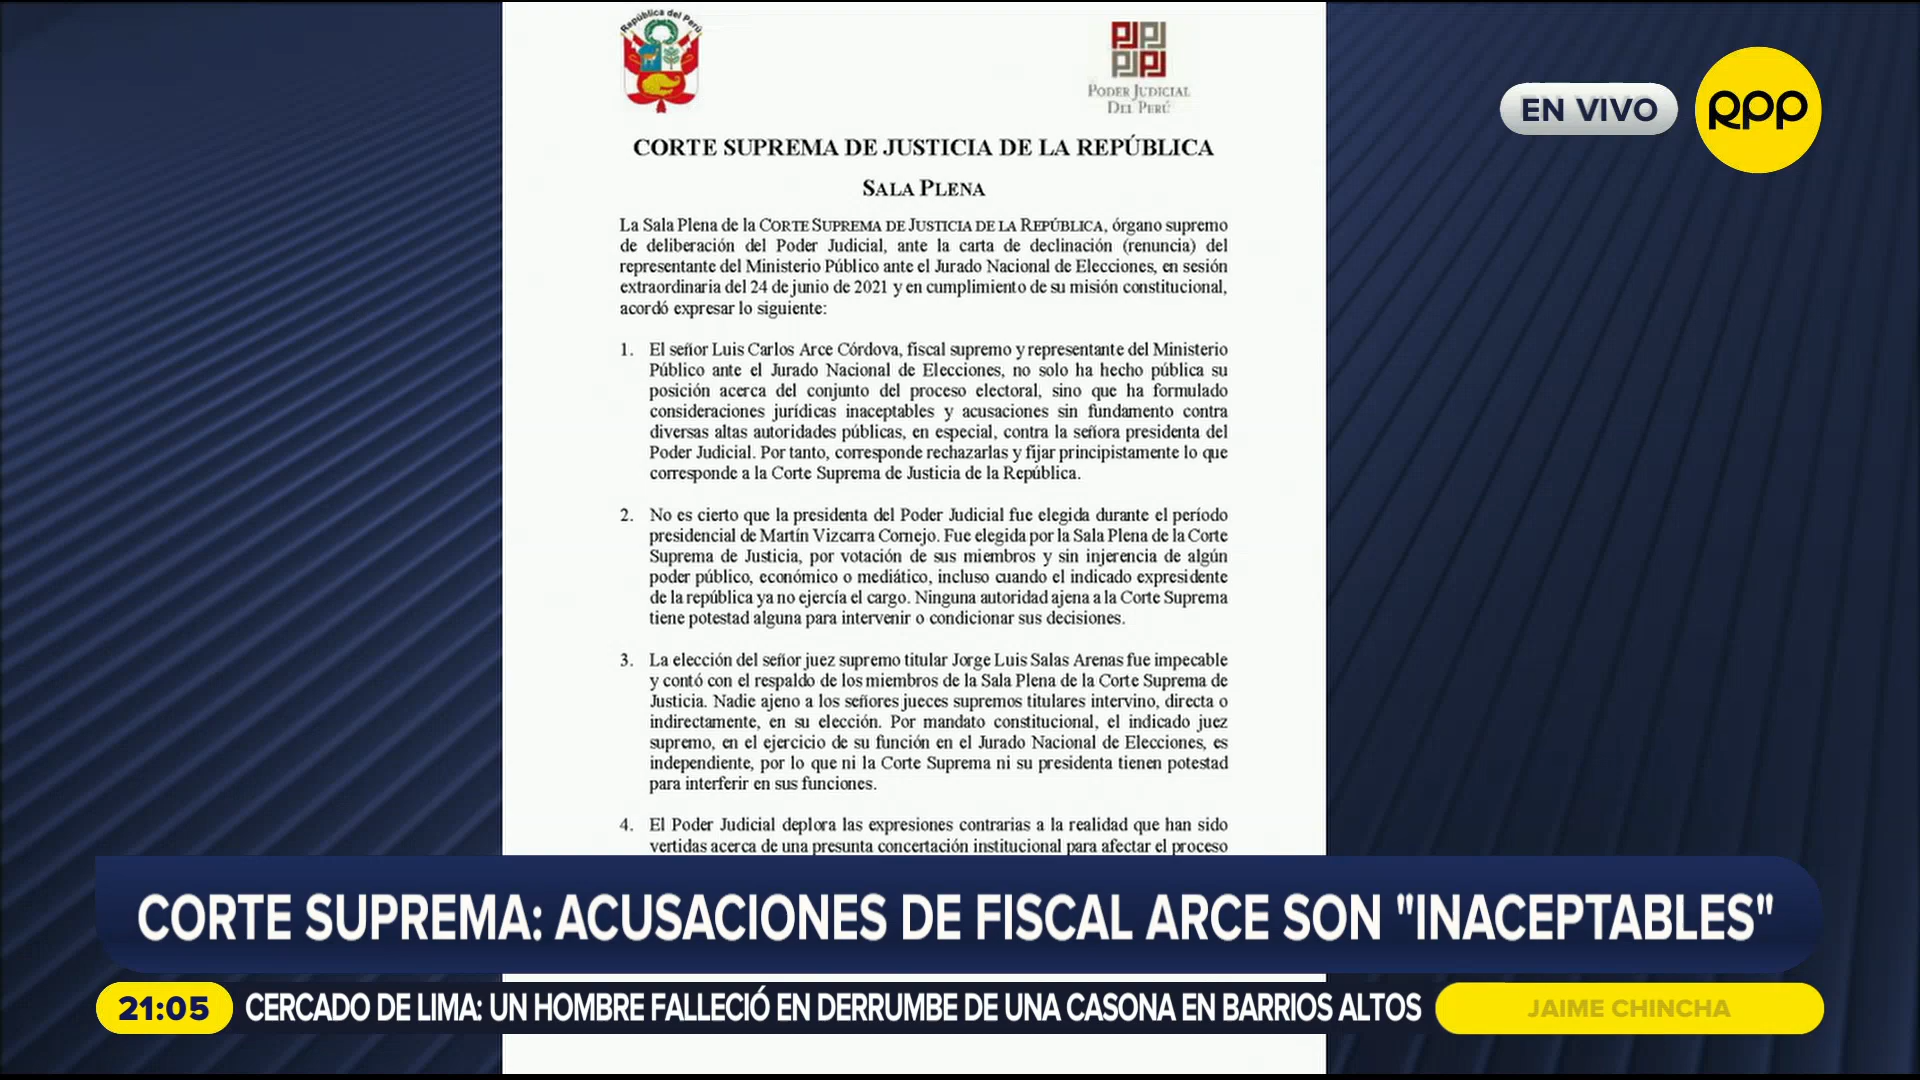 República del Perú
PODER JUDICIAL
DEL PERÚ
EN VIVO
rpp
CORTE SUPREMA DE JUSTICIA DE LA REPÚBLICA
SALA PLENA
La Sala Plena de la CORTE SUPREMA DE JUSTICIA DE LA REPÚBLICA, órgano supremo
de deliberación del Poder Judicial, ante la carta de declinación (renuncia) del
representante del Ministerio Público ante el Jurado Nacional de Elecciones, en sesión
extraordinaria del 24 de junio de 2021 y en cumplimiento de su misión constitucional,
acordó expresar lo siguiente:
1. El señor Luis Carlos Arce Córdova, fiscal supremo y representante del Ministerio
Público ante el Jurado Nacional de Elecciones, no solo ha hecho pública su
posición acerca del conjunto del proceso electoral, sino que ha formulado
consideraciones jurídicas inaceptables y acusaciones sin fundamento contra
diversas altas autoridades públicas, en especial, contra la señora presidenta del
Poder Judicial. Por tanto, corresponde rechazarlas y fijar principistamente lo que
corresponde a la Corte Suprema de Justicia de la República.
2. No es cierto que la presidenta del Poder Judicial fue elegida durante el período
presidencial de Martín Vizcarra Cornejo. Fue elegida por la Sala Plena de la Corte
Suprema de Justicia, por votación de sus miembros y sin injerencia de algún
poder público, económico o mediático, incluso cuando el indicado expresidente
de la república ya no ejercía el cargo. Ninguna autoridad ajena a la Corte Suprema
tiene potestad alguna para intervenir o condicionar sus decisiones.
3. La elección del señor juez supremo titular Jorge Luis Salas Arenas fue impecable
y contó con el respaldo de los miembros de la Sala Plena de la Corte Suprema de
Justicia. Nadie ajeno a los señores jueces supremos titulares intervino, directa o
indirectamente, en su elección. Por mandato constitucional, el indicado juez
supremo, en el ejercicio de su función en el Jurado Nacional de Elecciones, es
independiente, por lo que ni la Corte Suprema ni su presidenta tienen potestad
para interferir en sus funciones.
4. El Poder Judicial deplora las expresiones contrarias a la realidad que han sido
vertidas acerca de una presunta concertación institucional para afectar el proceso
CORTE SUPREMA: ACUSACIONES DE FISCAL ARCE SON "INACEPTABLES"
21:05 CERCADO DE LIMA: UN HOMBRE FALLECIÓ EN DERRUMBE DE UNA CASONA EN BARRIOS ALTOS
JAIME CHINCHA